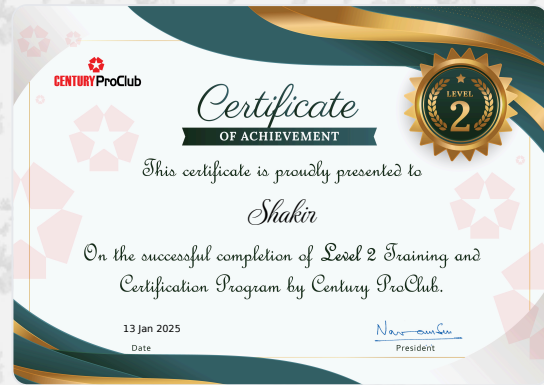 CENTURY ProClub
LEVEL
2
Certificate
OF ACHIEVEMENT
This certificate is proudly presented to
Shakir
On the successful completion of Level 2 Training and
Certification Program by Century ProClub.
13 Jan 2025
Date
President